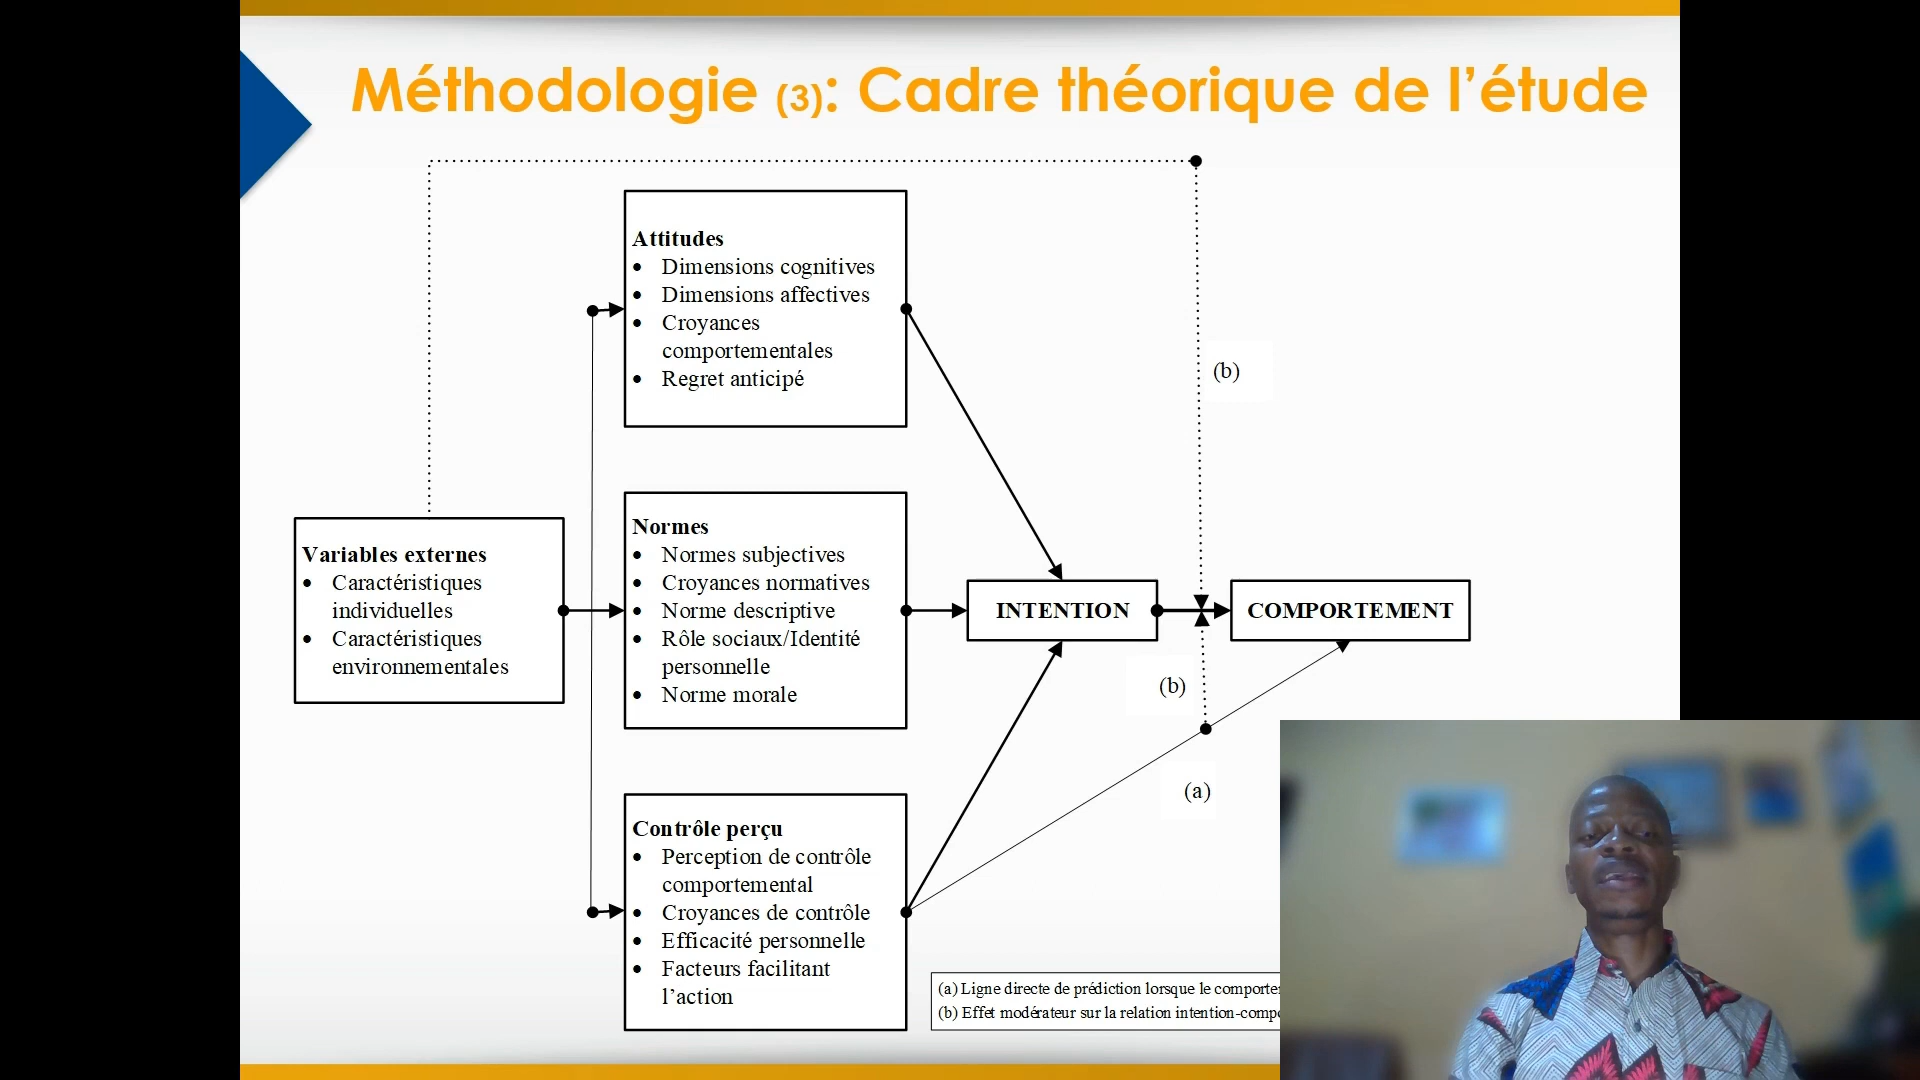 Méthodologie (3): Cadre théorique de l’étude
Attitudes
• Dimensions cognitives
• Dimensions affectives
• Croyances
comportementales
• Regret anticipé
(b)
Variables externes
• Caractéristiques
individuelles
• Caractéristiques
environnementales
Normes
• Normes subjectives
• Croyances normatives
• Norme descriptive
• Rôle sociaux/Identité
personnelle
• Norme morale
INTENTION
COMPORTEMENT
(b)
(a)
Contrôle perçu
• Perception de contrôle
comportemental
• Croyances de contrôle
• Efficacité personnelle
• Facteurs facilitant
l’action
(a) Ligne directe de prédiction lorsque le
(b) Effet modérateur sur la relation